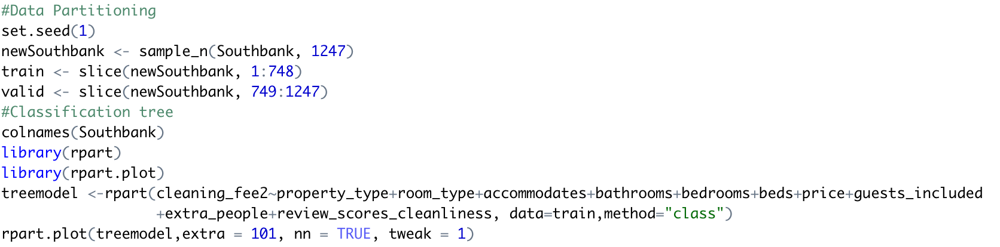 #Data Partitioning
set.seed(1)
newSouthbank <- sample_n(Southbank, 1247)
train <- slice(newSouthbank, 1:748)
valid <- slice(newSouthbank, 749:1247)
#Classification tree
colnames(Southbank)
library(rpart)
library(rpart.plot)
treemodel <-rpart(cleaning_fee2~property_type+room_type+accommodates+bathrooms+bedrooms+beds+price+guests_included
+extra_people+review_scores_cleanliness, data=train,method="class")
rpart.plot(treemodel,extra = 101, nn = TRUE, tweak = 1)